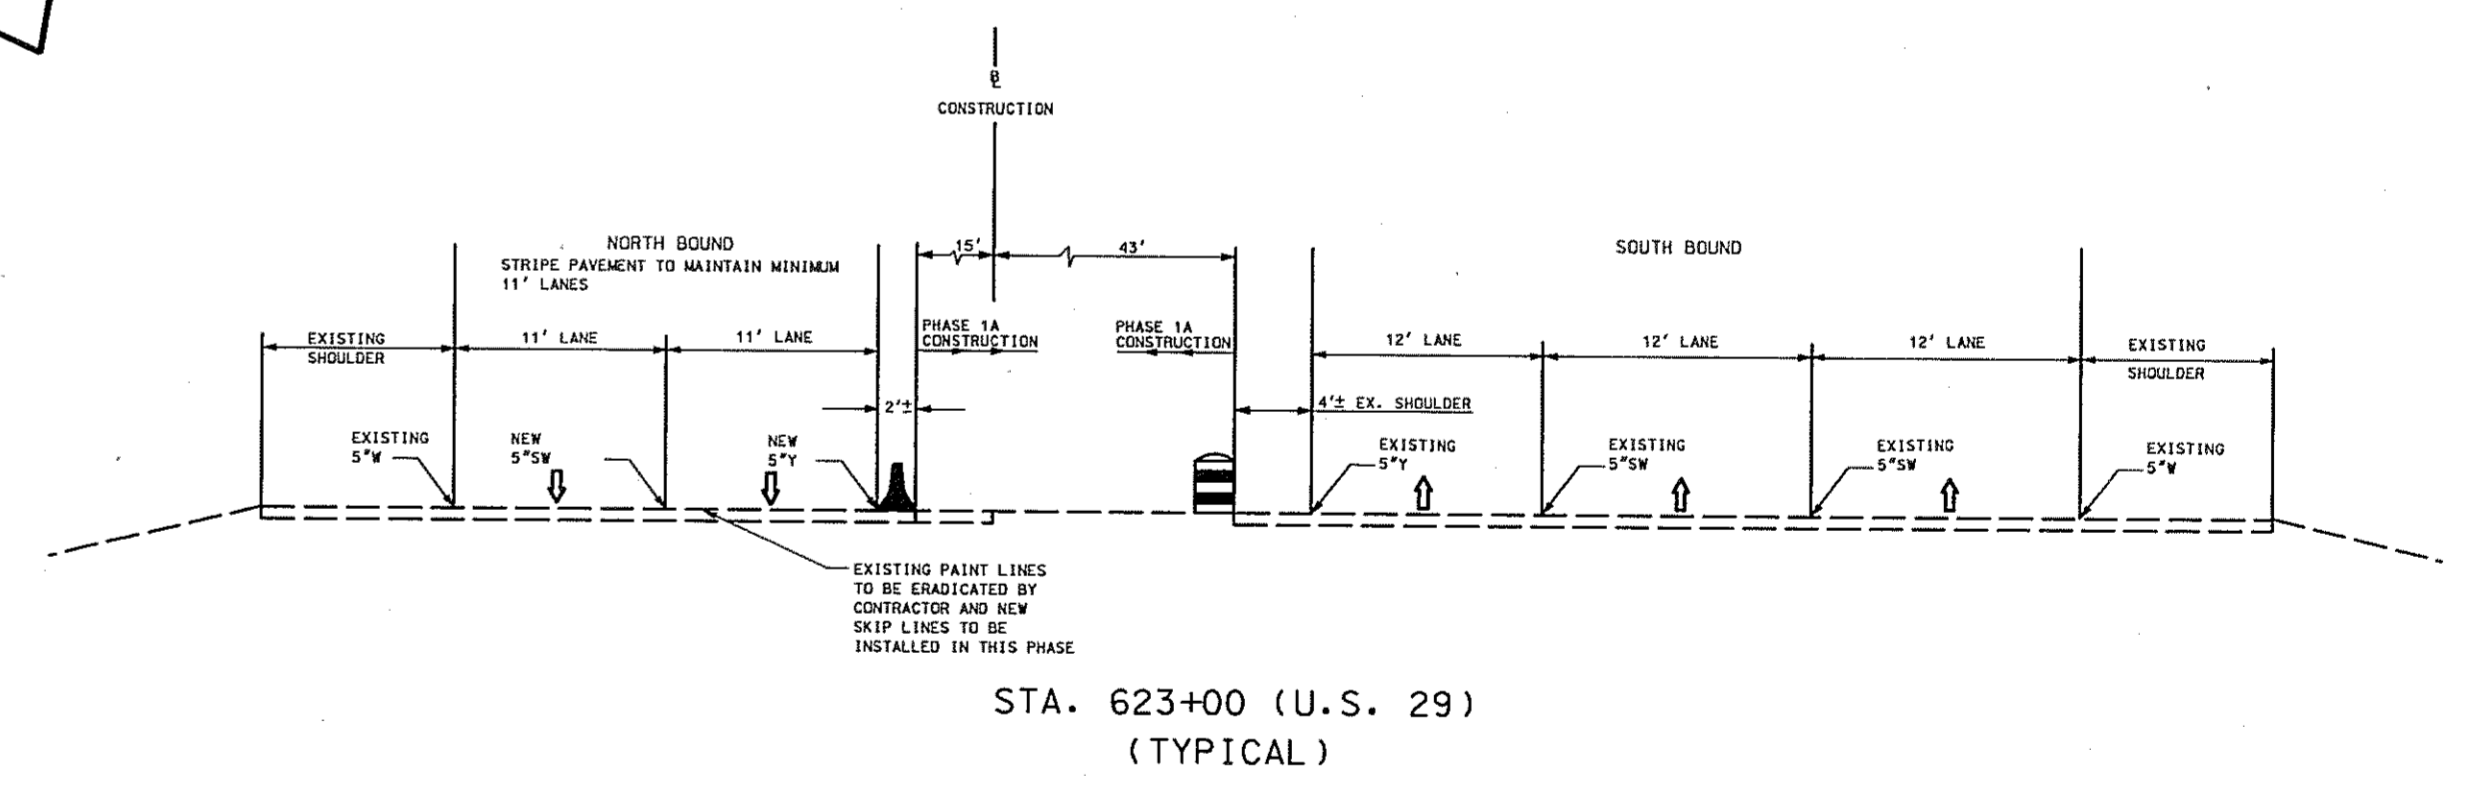 ℄
CONSTRUCTION
NORTH BOUND
STRIPE PAVEMENT TO MAINTAIN MINIMUM
11' LANES
15'
43'
SOUTH BOUND
EXISTING
SHOULDER
11' LANE
11' LANE
PHASE 1A
CONSTRUCTION
PHASE 1A
CONSTRUCTION
12' LANE
12' LANE
12' LANE
EXISTING
SHOULDER
2'±
4'± EX. SHOULDER
EXISTING
5"W
NEW
5"SW
NEW
5"Y
EXISTING
5"Y
EXISTING
5"SW
EXISTING
5"SW
EXISTING
5"W
EXISTING PAINT LINES
TO BE ERADICATED BY
CONTRACTOR AND NEW
SKIP LINES TO BE
INSTALLED IN THIS PHASE
STA. 623+00 (U.S. 29)
(TYPICAL)